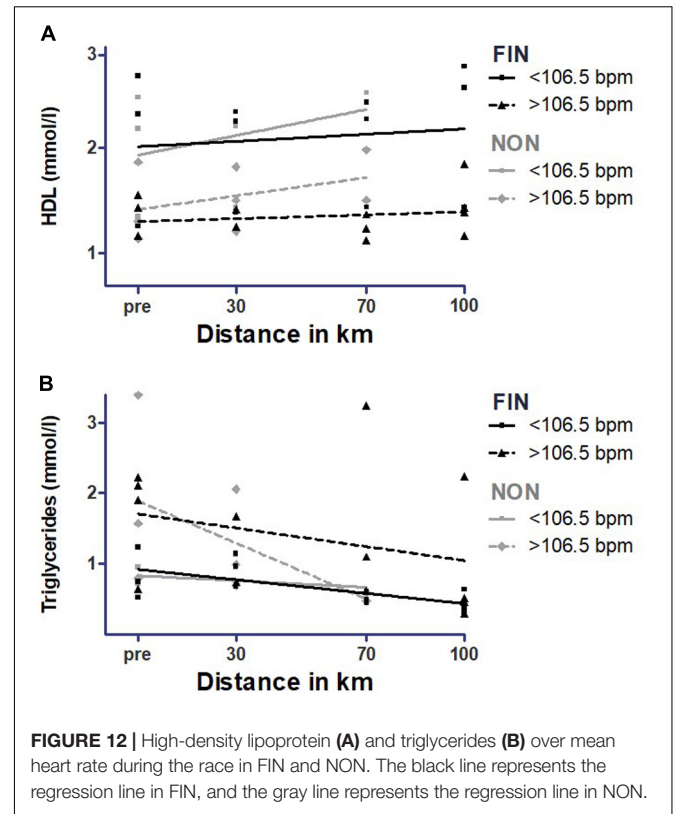 A
HDL (mmol/l)
3
2
1
pre 30 70 100
Distance in km
FIN
<106.5 bpm
>106.5 bpm
NON
<106.5 bpm
>106.5 bpm
B
Triglycerides (mmol/l)
3
2
1
pre 30 70 100
Distance in km
FIN
<106.5 bpm
>106.5 bpm
NON
<106.5 bpm
>106.5 bpm
FIGURE 12 | High-density lipoprotein (A) and triglycerides (B) over mean
heart rate during the race in FIN and NON. The black line represents the
regression line in FIN, and the gray line represents the regression line in NON.